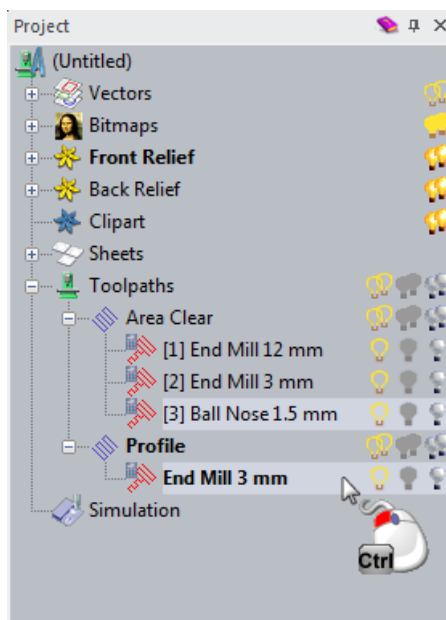 Project
(Untitled)
Vectors
Bitmaps
Front Relief
Back Relief
Clipart
Sheets
Toolpaths
Area Clear
[1] End Mill 12 mm
[2] End Mill 3 mm
[3] Ball Nose 1.5 mm
Profile
End Mill 3 mm
Simulation
Ctrl